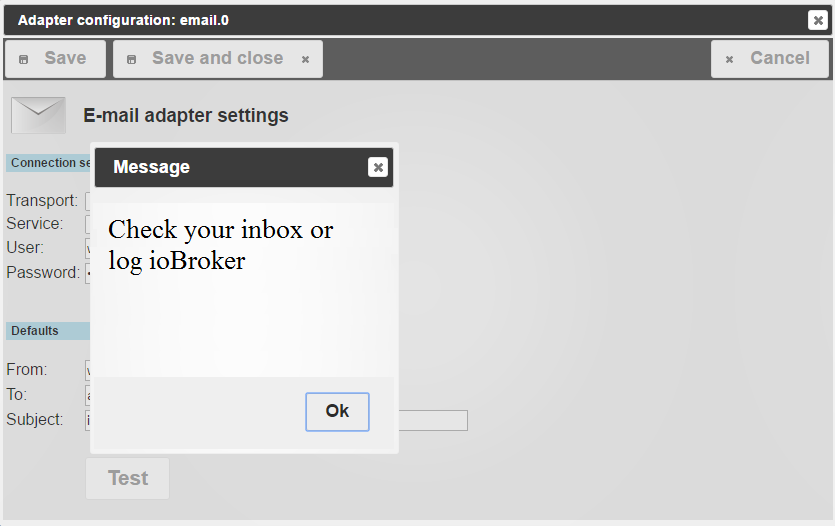 Adapter configuration: email.0
Save
Save and close
Cancel
E-mail adapter settings
Connection se
Message
Check your inbox or
log ioBroker
Transport:
Service:
User:
Password:
Defaults
From:
To:
Subject:
Ok
Test